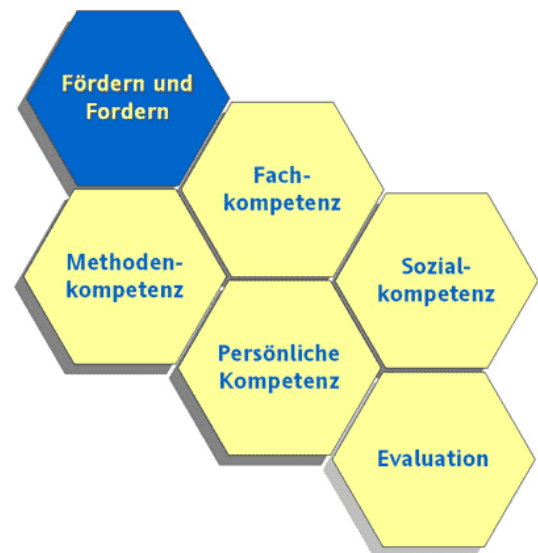 Fördern und
Fordern
Fach-
kompetenz
Methoden-
kompetenz
Sozial-
kompetenz
Persönliche
Kompetenz
Evaluation